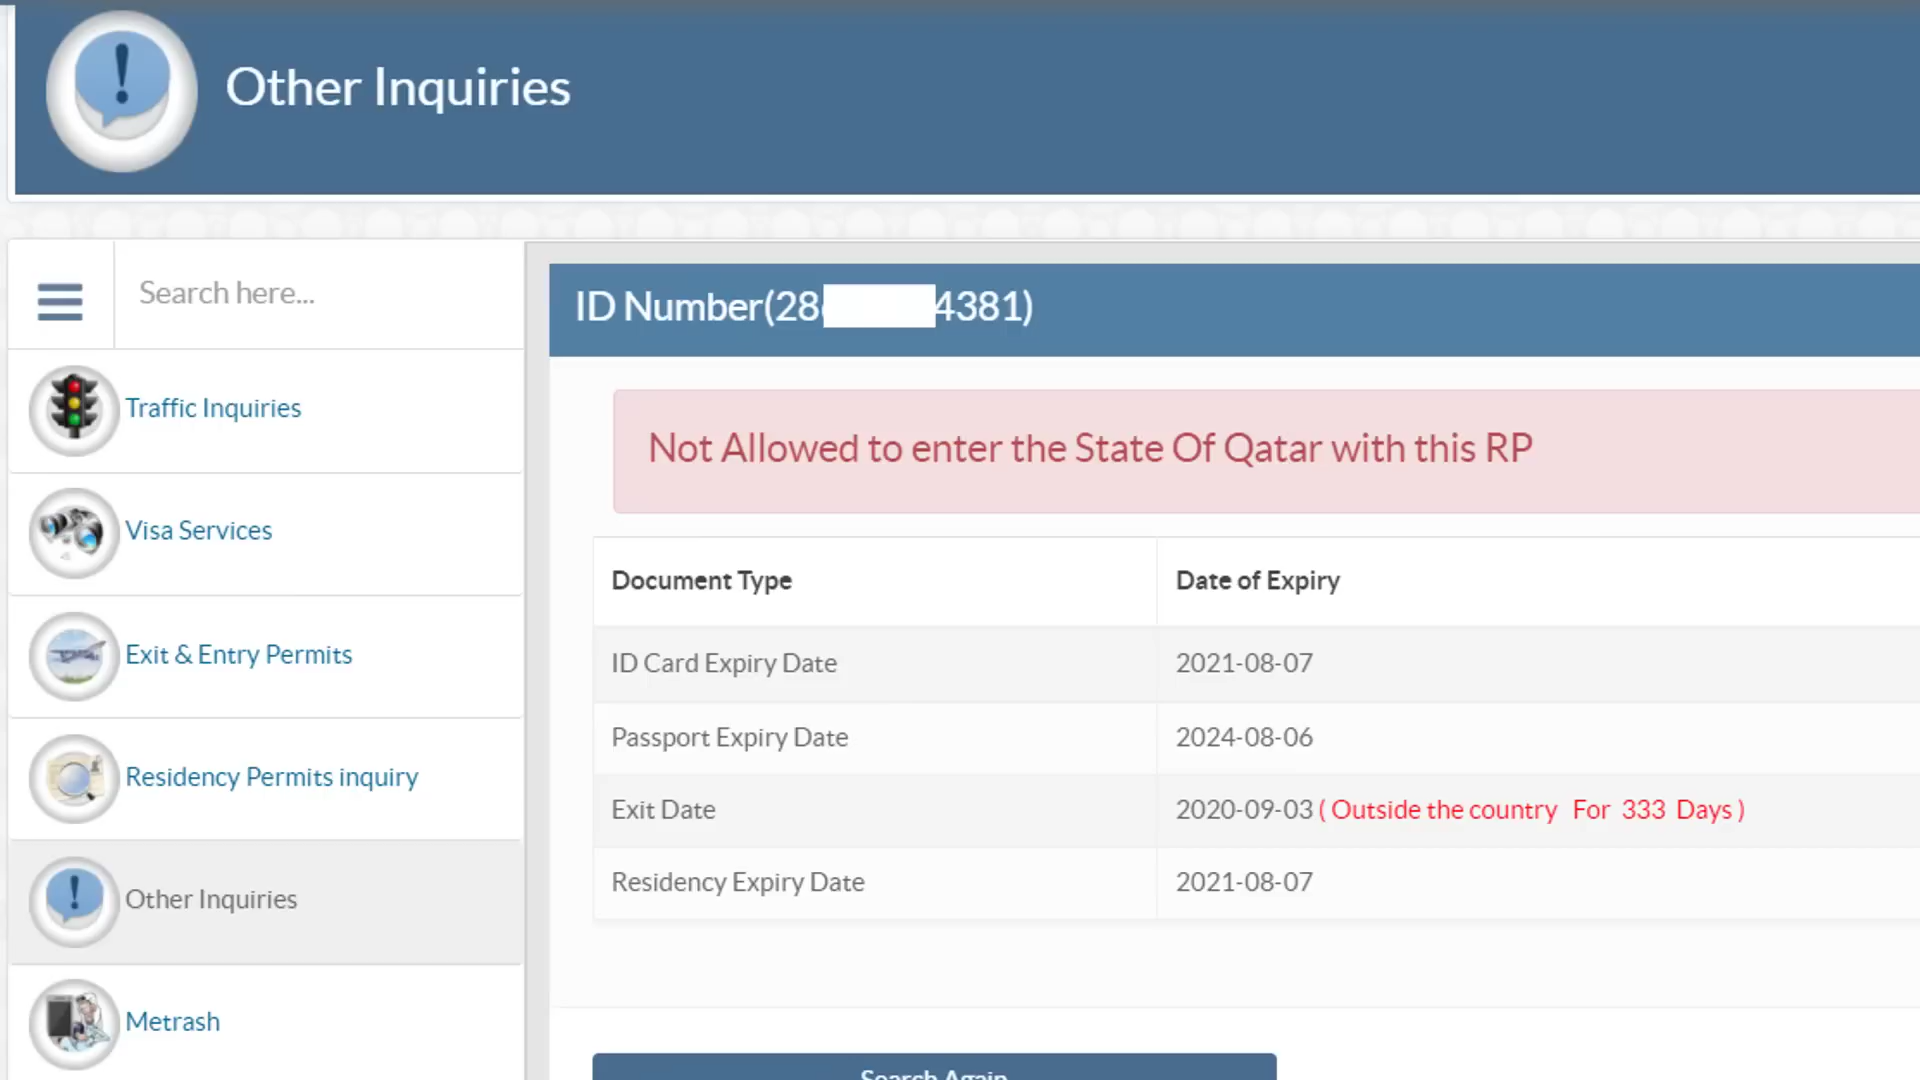 Other Inquiries
Search here...
Traffic Inquiries
Visa Services
Exit & Entry Permits
Residency Permits inquiry
Other Inquiries
Metrash
ID Number(28 4381)
Not Allowed to enter the State Of Qatar with this RP
Document Type Date of Expiry
ID Card Expiry Date 2021-08-07
Passport Expiry Date 2024-08-06
Exit Date 2020-09-03 ( Outside the country For 333 Days )
Residency Expiry Date 2021-08-07
Search Again